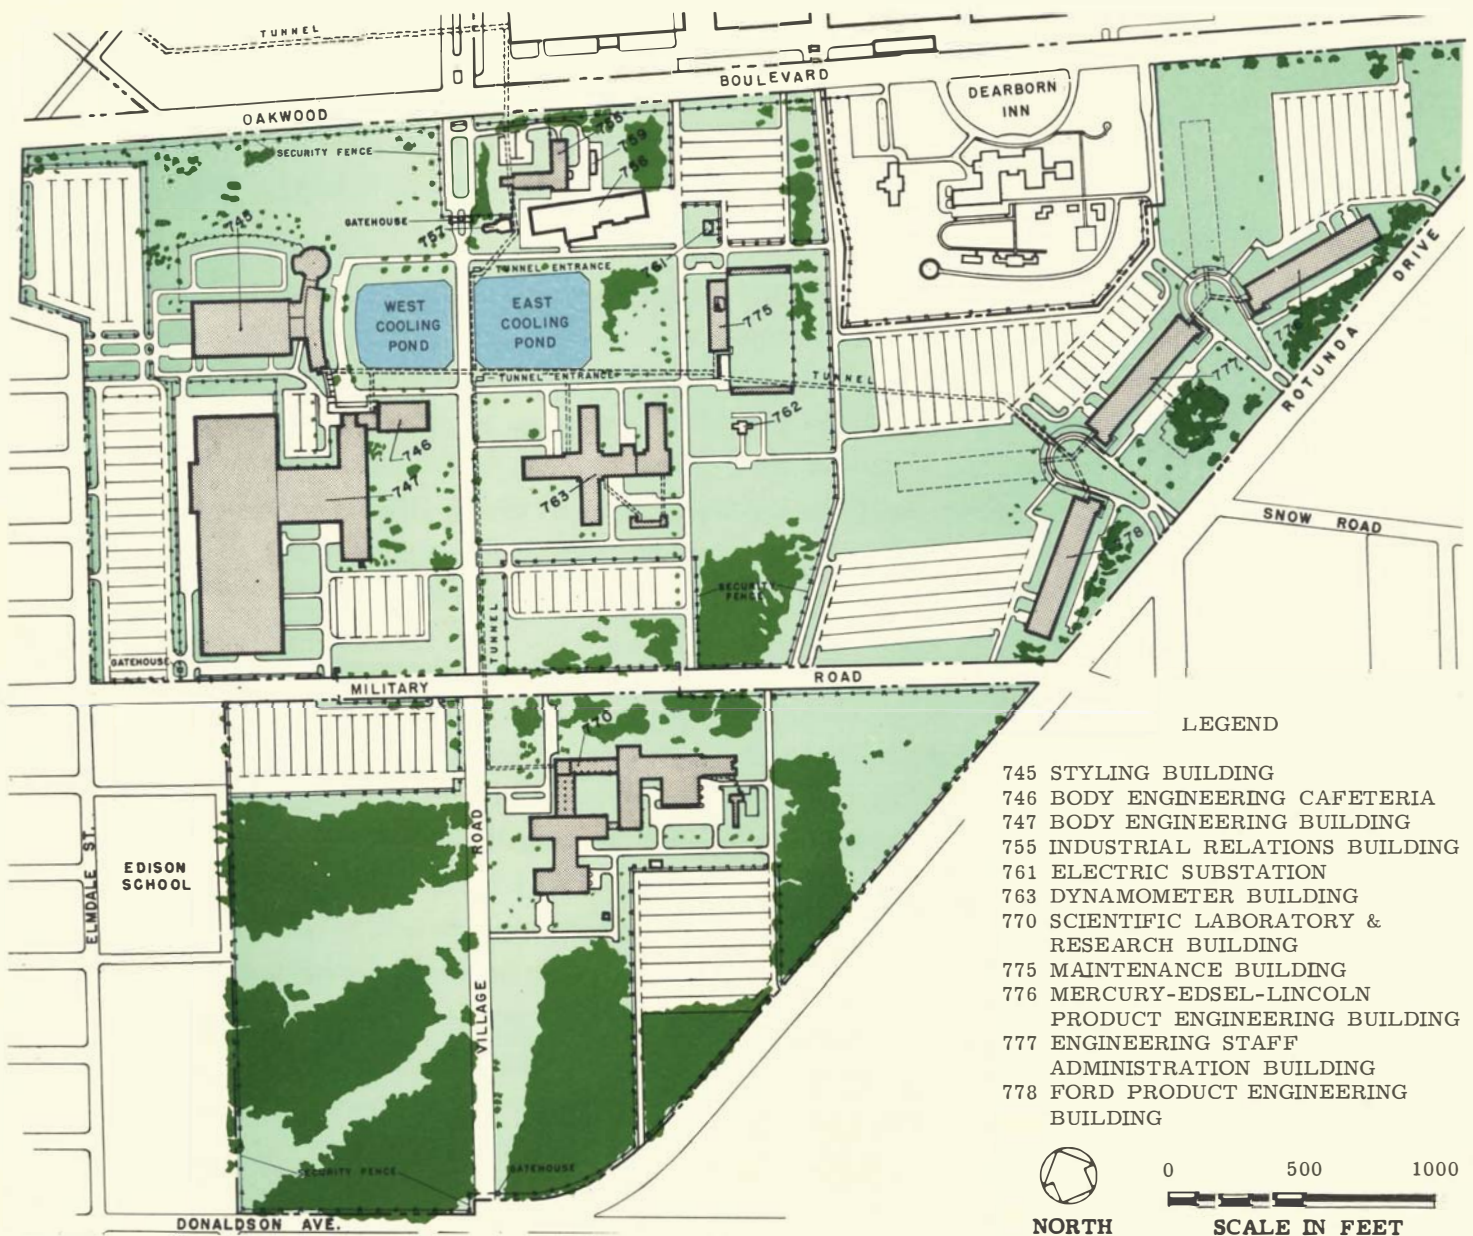 TUNNEL
BOULEVARD
OAKWOOD
DEARBORN
INN
SECURITY FENCE
755
759
756
745
GATEHOUSE
757
TUNNEL ENTRANCE
761
DRIVE
ROTUNDA
WEST
COOLING
POND
EAST
COOLING
POND
775
776
777
TUNNEL ENTRANCE
TUNNEL
762
746
747
763
SNOW ROAD
778
SECURITY
FENCE
TUNNEL
GATEHOUSE
MILITARY
ROAD
770
ROAD
VILLAGE
ELMDALE ST.
EDISON
SCHOOL
SECURITY FENCE
GATEHOUSE
DONALDSON AVE.
LEGEND
745 STYLING BUILDING
746 BODY ENGINEERING CAFETERIA
747 BODY ENGINEERING BUILDING
755 INDUSTRIAL RELATIONS BUILDING
761 ELECTRIC SUBSTATION
763 DYNAMOMETER BUILDING
770 SCIENTIFIC LABORATORY &
RESEARCH BUILDING
775 MAINTENANCE BUILDING
776 MERCURY-EDSEL-LINCOLN
PRODUCT ENGINEERING BUILDING
777 ENGINEERING STAFF
ADMINISTRATION BUILDING
778 FORD PRODUCT ENGINEERING
BUILDING
0 500 1000
NORTH
SCALE IN FEET